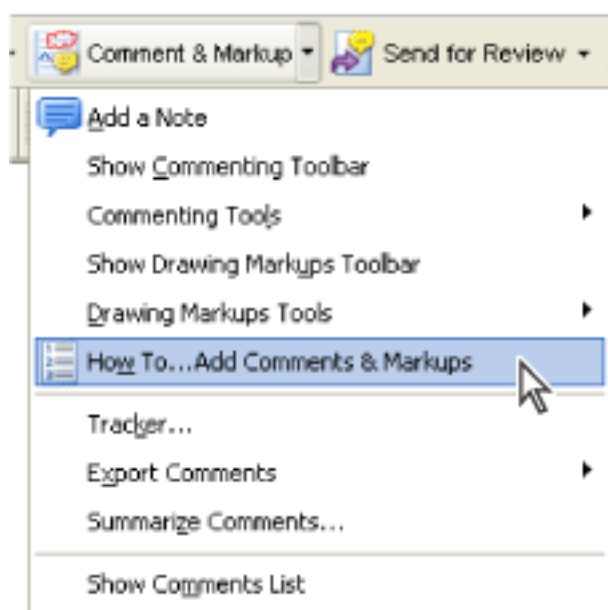 Comment & Markup Send for Review
Add a Note
Show Commenting Toolbar
Commenting Tools
Show Drawing Markups Toolbar
Drawing Markups Tools
How To...Add Comments & Markups
Tracker...
Export Comments
Summarize Comments...
Show Comments List